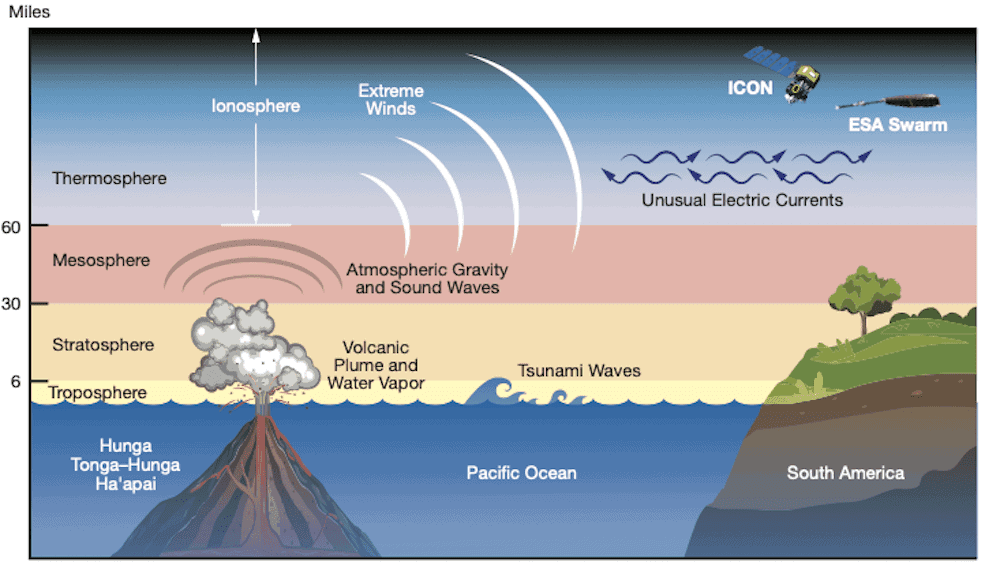 Miles
Ionosphere
Extreme
Winds
ICON
ESA Swarm
Thermosphere
Unusual Electric Currents
60
Mesosphere
Atmospheric Gravity
and Sound Waves
30
Stratosphere
Volcanic
Plume and
Water Vapor
Tsunami Waves
6
Troposphere
Hunga
Tonga–Hunga
Ha'apai
Pacific Ocean
South America